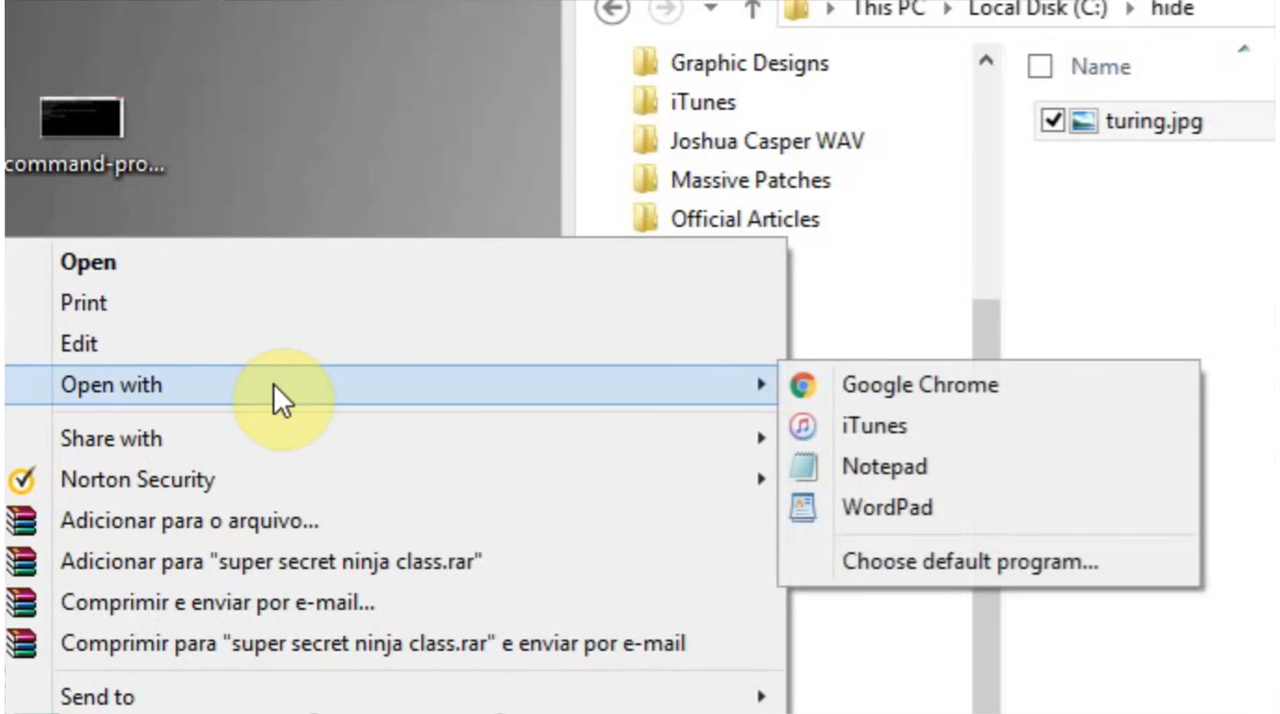 This PC Local Disk (C:) hide
Graphic Designs
iTunes
Joshua Casper WAV
Massive Patches
Official Articles
Name
turing.jpg
command-pro...
Open
Print
Edit
Open with
Share with
Norton Security
Adicionar para o arquivo...
Adicionar para "super secret ninja class.rar"
Comprimir e enviar por e-mail...
Comprimir para "super secret ninja class.rar" e enviar por e-mail
Send to
Google Chrome
iTunes
Notepad
WordPad
Choose default program...